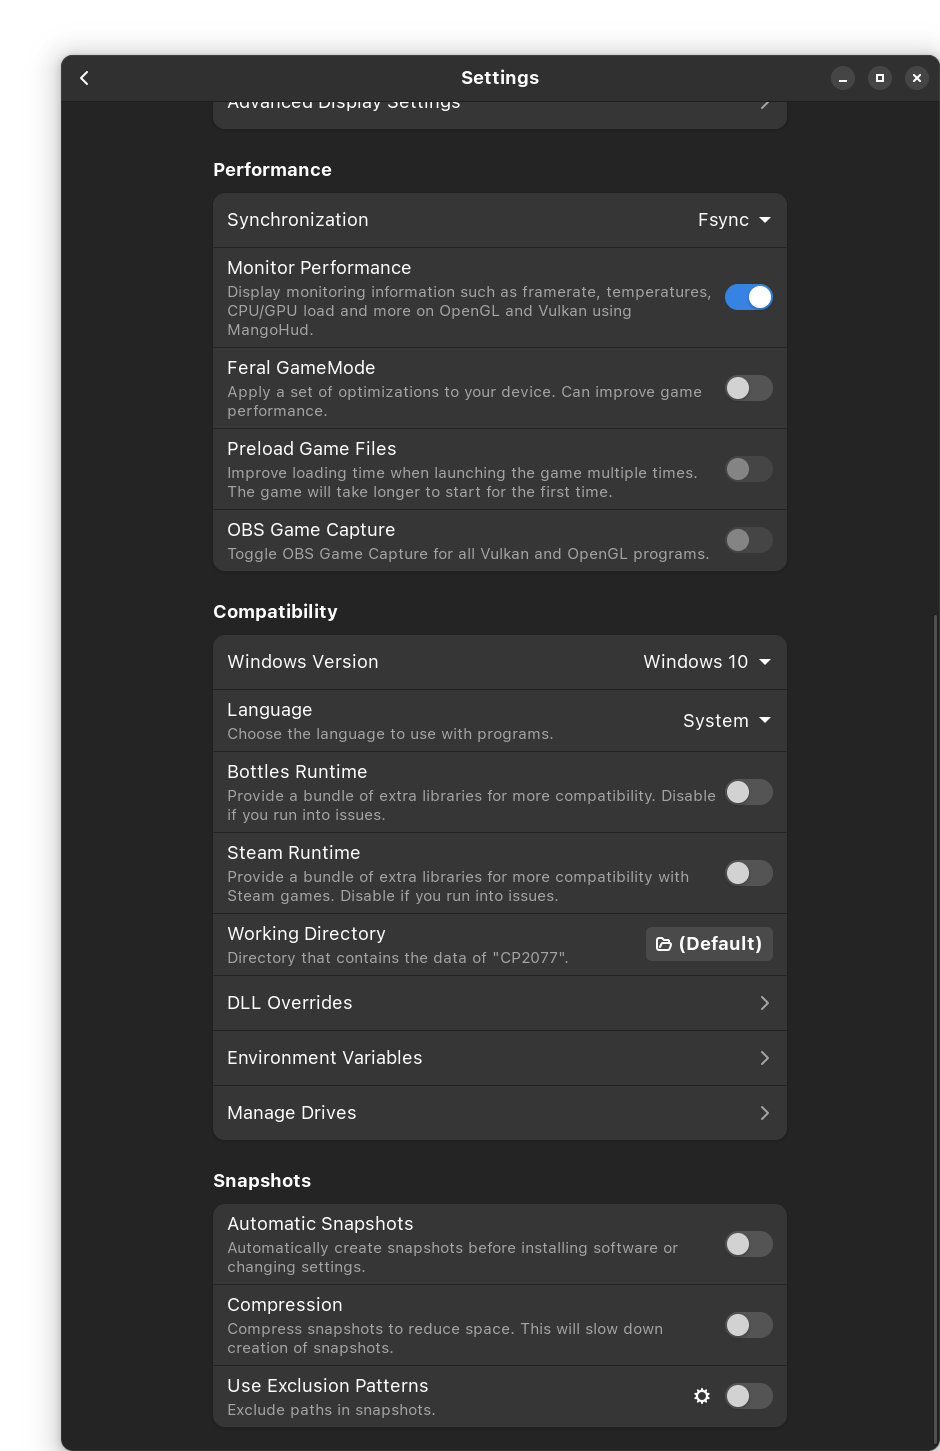 Settings
Advanced Display Settings
Performance
Synchronization
Fsync
Monitor Performance
Display monitoring information such as framerate, temperatures,
CPU/GPU load and more on OpenGL and Vulkan using
MangoHud.
Feral GameMode
Apply a set of optimizations to your device. Can improve game
performance.
Preload Game Files
Improve loading time when launching the game multiple times.
The game will take longer to start for the first time.
OBS Game Capture
Toggle OBS Game Capture for all Vulkan and OpenGL programs.
Compatibility
Windows Version
Windows 10
Language
Choose the language to use with programs.
System
Bottles Runtime
Provide a bundle of extra libraries for more compatibility. Disable
if you run into issues.
Steam Runtime
Provide a bundle of extra libraries for more compatibility with
Steam games. Disable if you run into issues.
Working Directory
Directory that contains the data of "CP2077".
(Default)
DLL Overrides
Environment Variables
Manage Drives
Snapshots
Automatic Snapshots
Automatically create snapshots before installing software or
changing settings.
Compression
Compress snapshots to reduce space. This will slow down
creation of snapshots.
Use Exclusion Patterns
Exclude paths in snapshots.